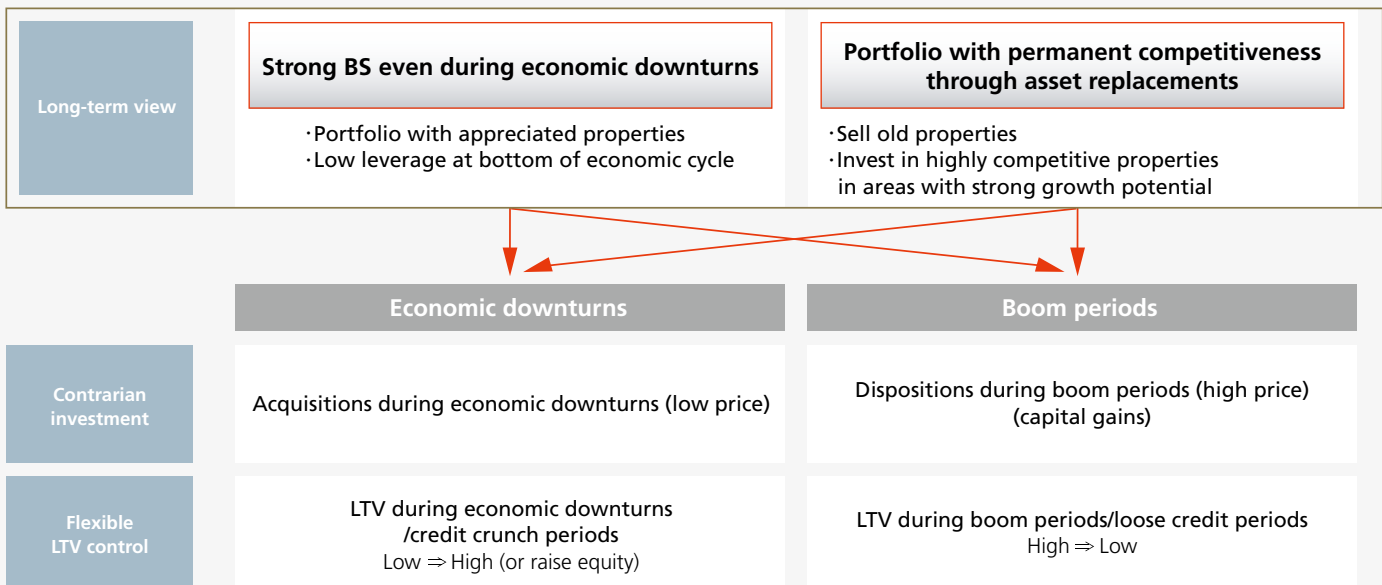 Long-term view
Strong BS even during economic downturns
·Portfolio with appreciated properties
·Low leverage at bottom of economic cycle
Portfolio with permanent competitiveness
through asset replacements
·Sell old properties
·Invest in highly competitive properties
in areas with strong growth potential
Economic downturns
Boom periods
Contrarian
investment
Acquisitions during economic downturns (low price)
Dispositions during boom periods (high price)
(capital gains)
Flexible
LTV control
LTV during economic downturns
/credit crunch periods
Low ⇒ High (or raise equity)
LTV during boom periods/loose credit periods
High ⇒ Low